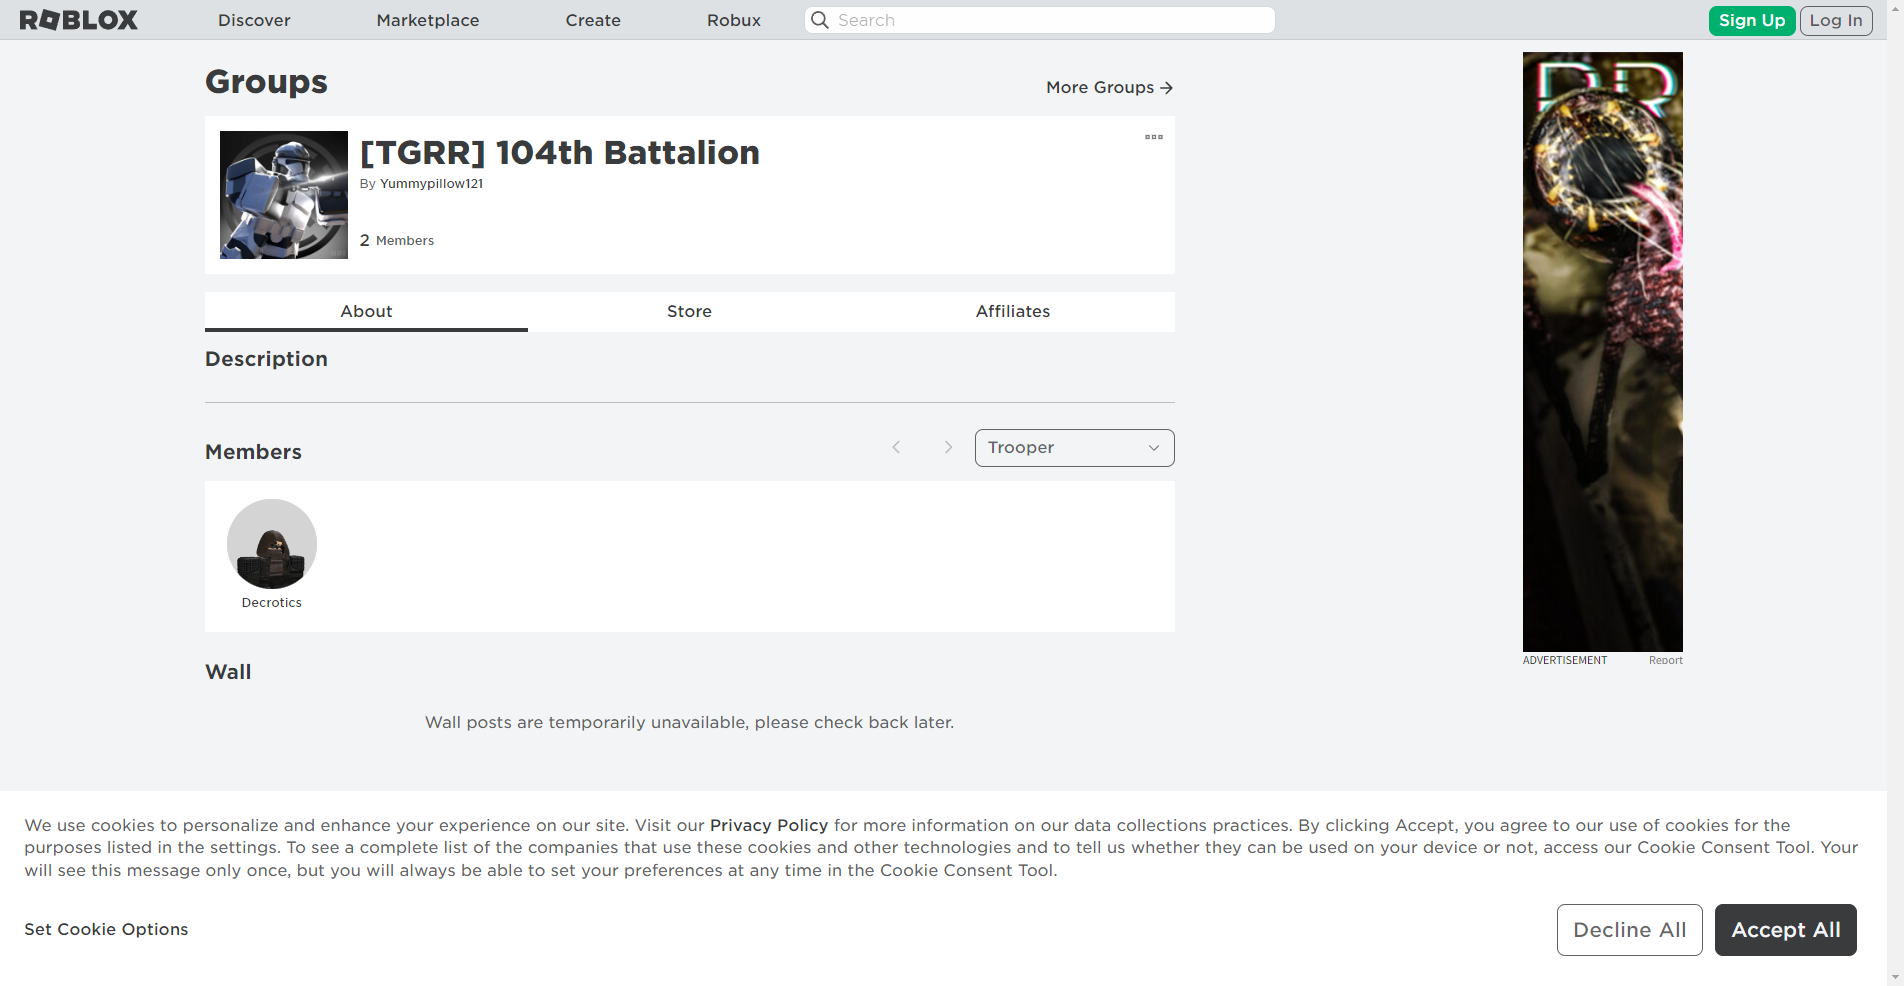 ROBLOX
Discover
Marketplace
Create
Robux
Search
Sign Up
Log In
Groups
More Groups
[TGRR] 104th Battalion
By Yummypillow121
2 Members
About
Store
Affiliates
Description
Members
Trooper
Decrotics
Wall
Wall posts are temporarily unavailable, please check back later.
ADVERTISEMENT
Report
We use cookies to personalize and enhance your experience on our site. Visit our Privacy Policy for more information on our data collections practices. By clicking Accept, you agree to our use of cookies for the
purposes listed in the settings. To see a complete list of the companies that use these cookies and other technologies and to tell us whether they can be used on your device or not, access our Cookie Consent Tool. Your
will see this message only once, but you will always be able to set your preferences at any time in the Cookie Consent Tool.
Set Cookie Options
Decline All
Accept All